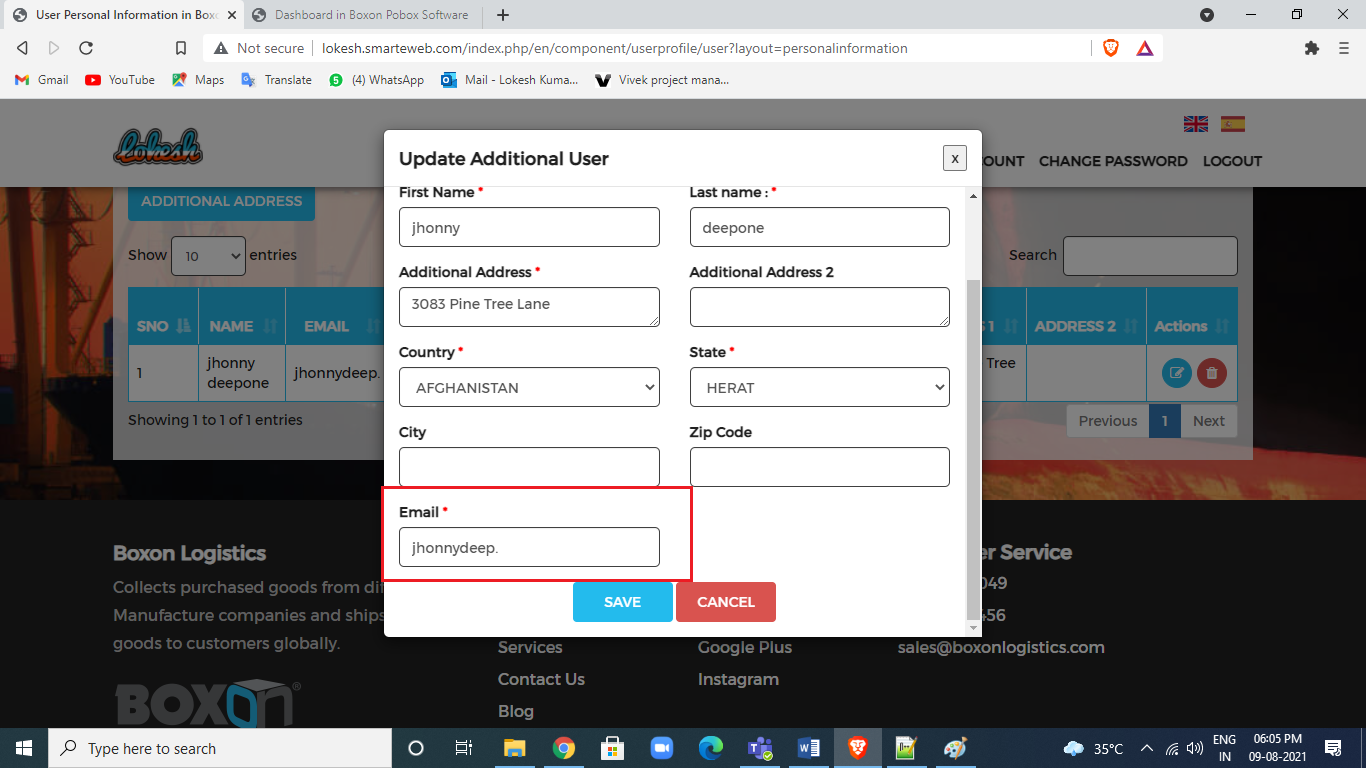 User Personal Information in Boxo
Dashboard in Boxon Pobox Software
Not secure
lokesh.smarteweb.com/index.php/en/component/userprofile/user?layout=personalinformation
Gmail
YouTube
Maps
Translate
(4) WhatsApp
Mail - Lokesh Kuma...
Vivek project mana...
Lokesh
OUNT
CHANGE PASSWORD
LOGOUT
Update Additional User
x
ADDITIONAL ADDRESS
Show 10 entries
Search
SNO
NAME
EMAIL
1
ADDRESS 2
Actions
1
jhonny
deepone
jhonnydeep.
Tree
Showing 1 to 1 of 1 entries
Previous
1
Next
First Name *
Last name : *
jhonny
deepone
Additional Address *
Additional Address 2
3083 Pine Tree Lane
Country *
State *
AFGHANISTAN
HERAT
City
Zip Code
Email *
jhonnydeep.
SAVE
CANCEL
Boxon Logistics
Collects purchased goods from dif
Manufacture companies and ships
goods to customers globally.
BOXON®
Services
Contact Us
Blog
Google Plus
Instagram
er Service
049
456
sales@boxonlogistics.com
Type here to search
35°C
ENG
IN
06:05 PM
09-08-2021